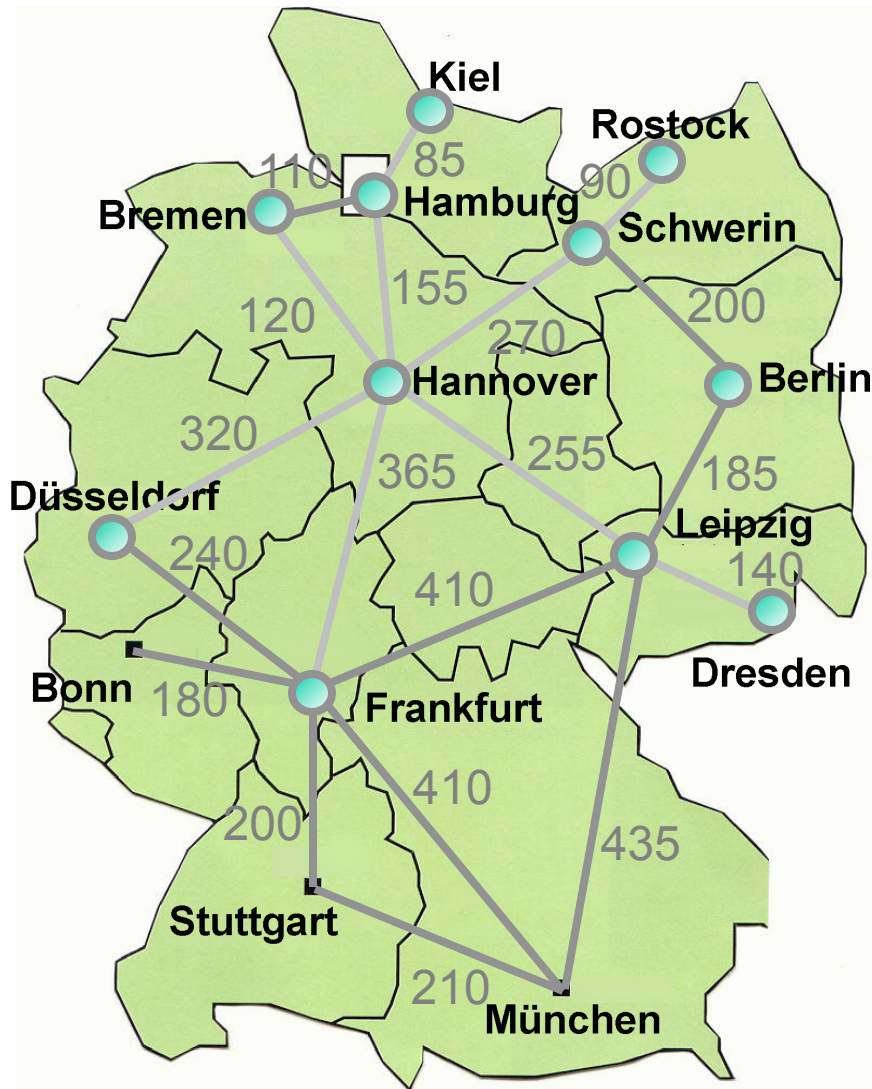 Kiel
Rostock
110
85
90
Bremen
Hamburg
Schwerin
155
200
120
270
Hannover
Berlin
320
255
365
185
Düsseldorf
Leipzig
240
410
140
Bonn
180
Dresden
Frankfurt
410
200
435
Stuttgart
210
München